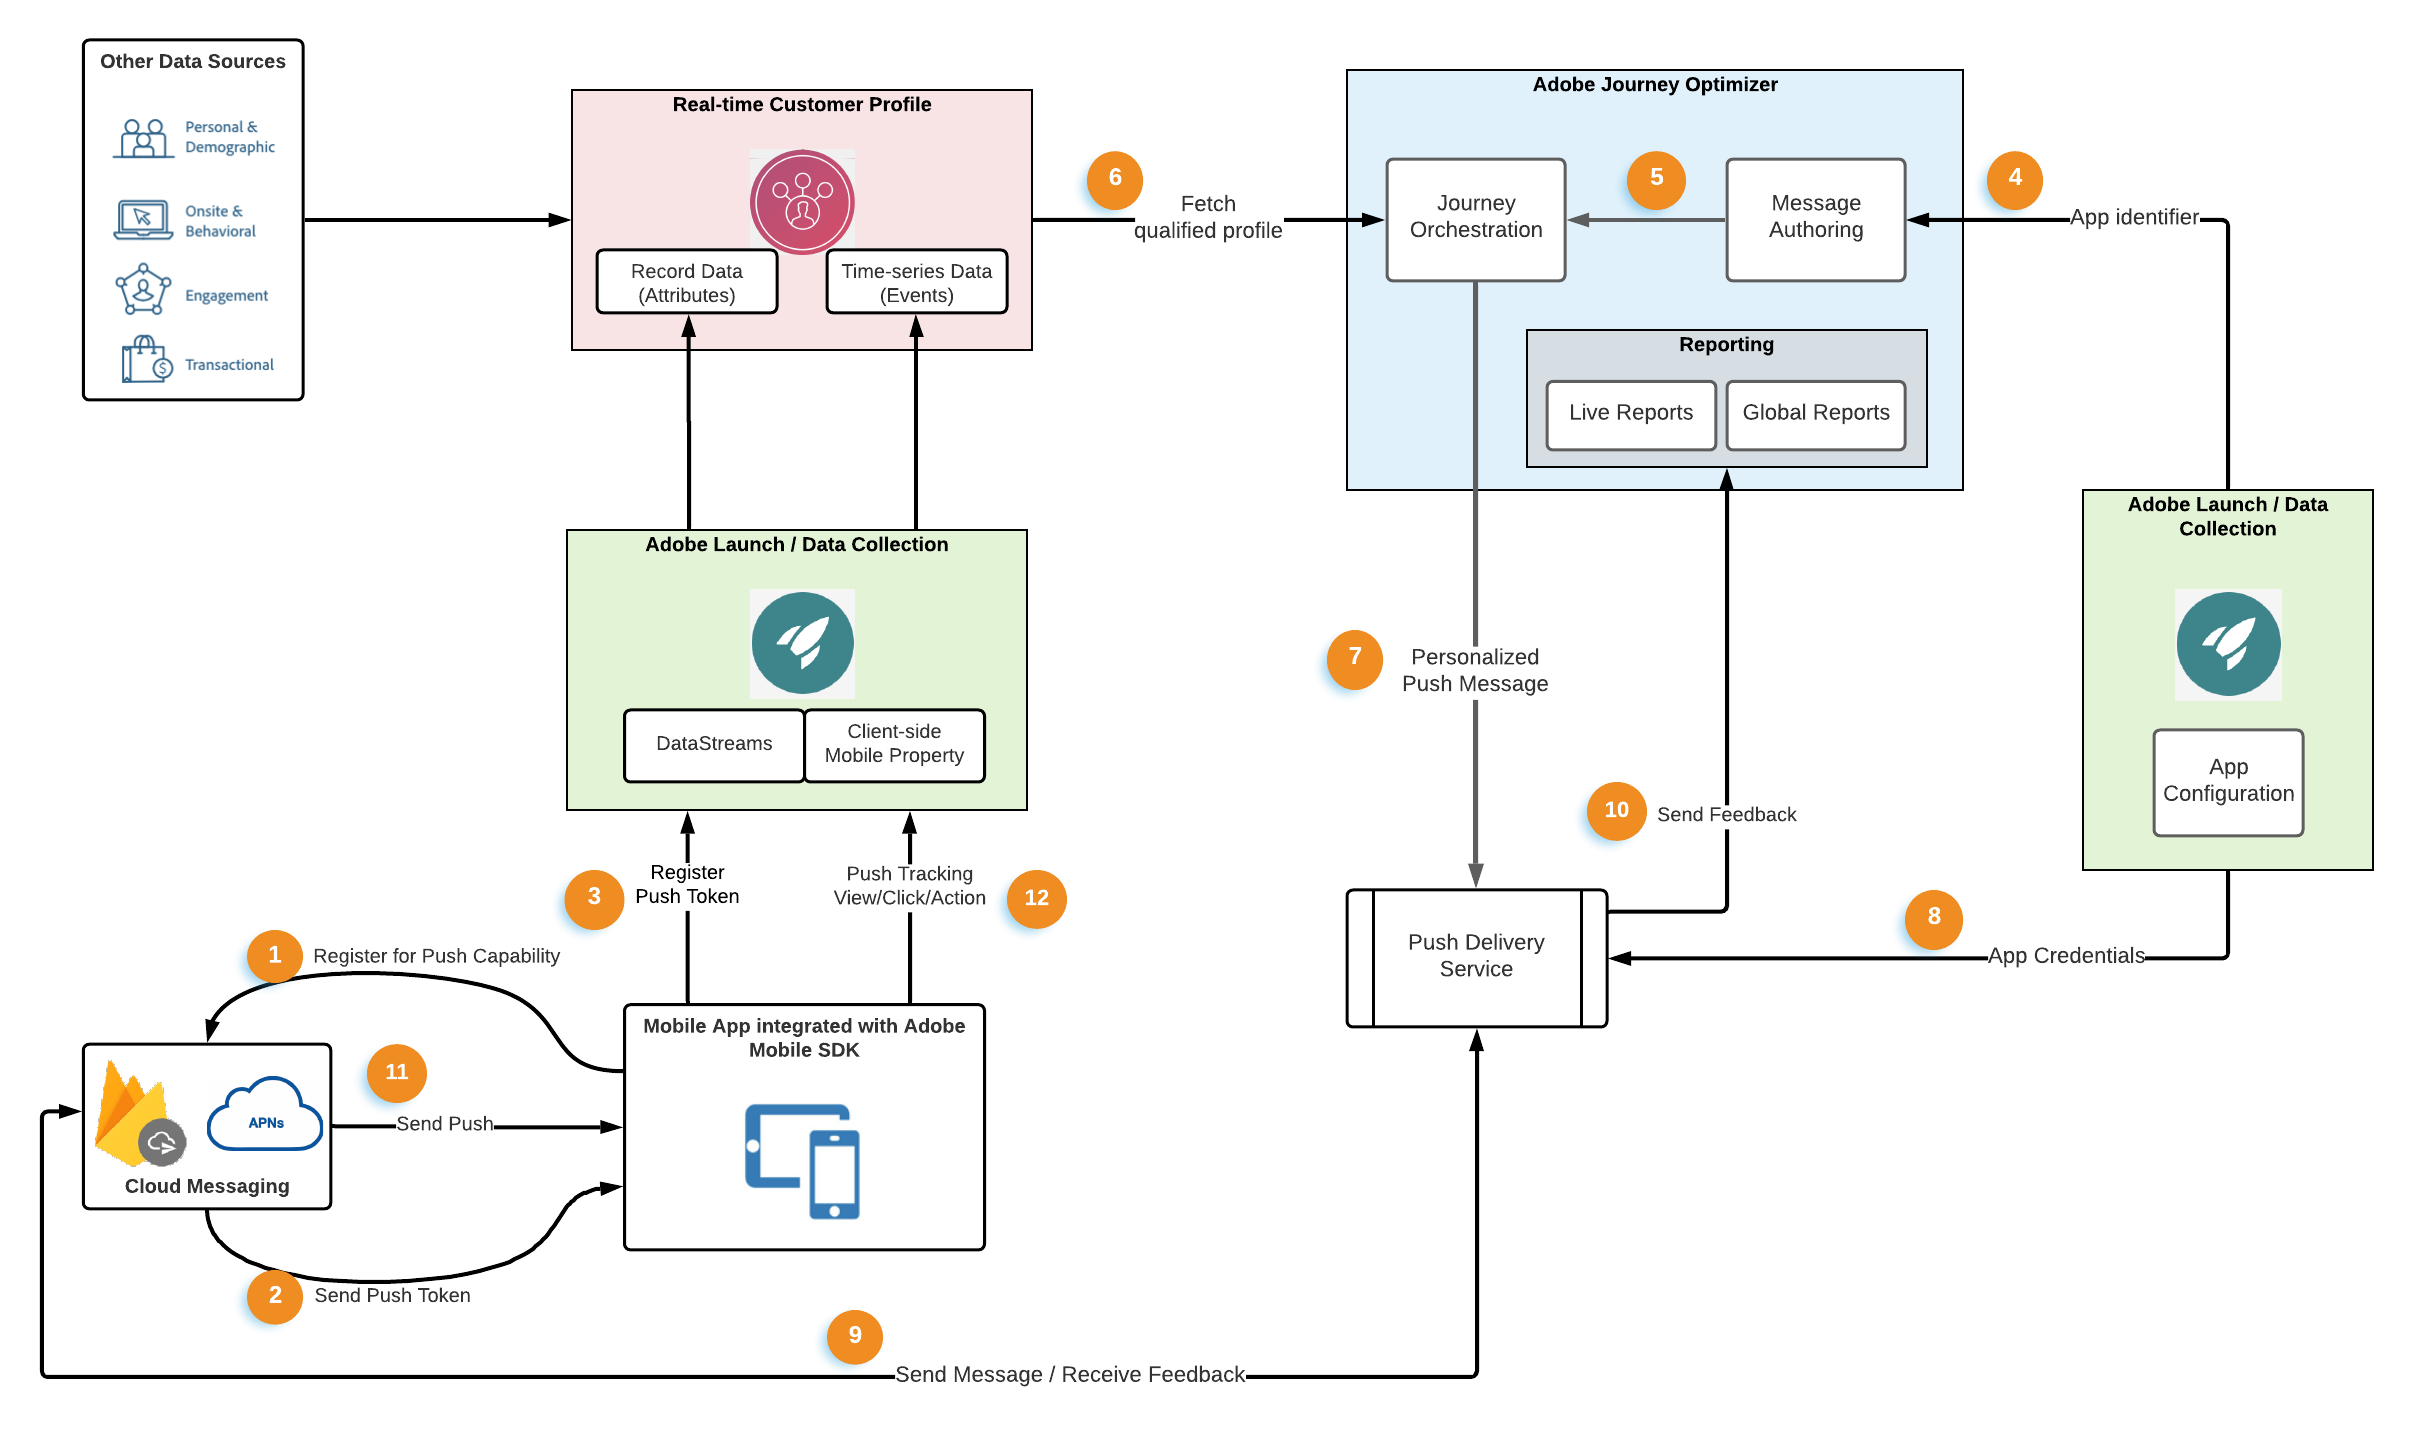 Other Data Sources
Personal &
Demographic
Onsite &
Behavioral
Engagement
Transactional
Real-time Customer Profile
Record Data
(Attributes)
Time-series Data
(Events)
6
Fetch
qualified profile
Adobe Journey Optimizer
Journey
Orchestration
5
Message
Authoring
4
App identifier
Reporting
Live Reports
Global Reports
Adobe Launch / Data Collection
DataStreams
Client-side
Mobile Property
Adobe Launch / Data
Collection
App
Configuration
7
Personalized
Push Message
10
Send Feedback
3
Register
Push Token
Push Tracking
View/Click/Action
12
8
App Credentials
Push Delivery
Service
1
Register for Push Capability
Mobile App integrated with Adobe
Mobile SDK
11
Send Push
APNs
Cloud Messaging
2
Send Push Token
9
Send Message / Receive Feedback